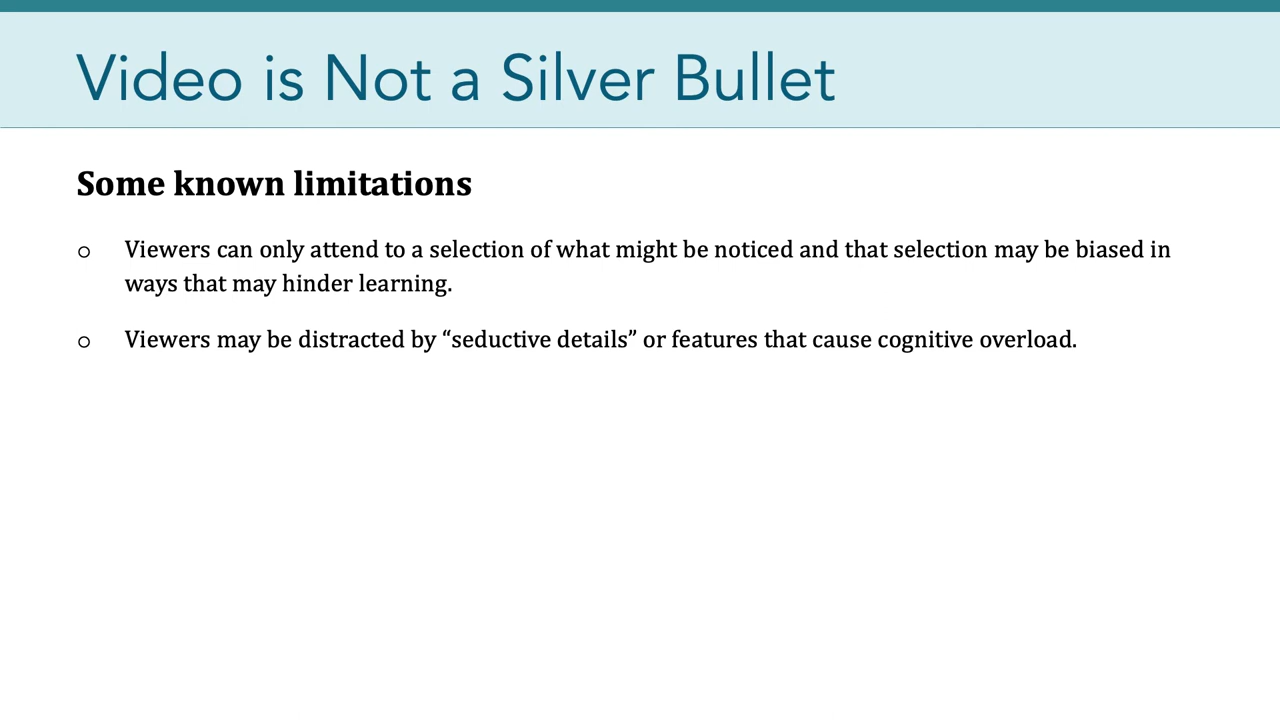 Video is Not a Silver Bullet
Some known limitations
○ Viewers can only attend to a selection of what might be noticed and that selection may be biased in
ways that may hinder learning.
○ Viewers may be distracted by “seductive details” or features that cause cognitive overload.